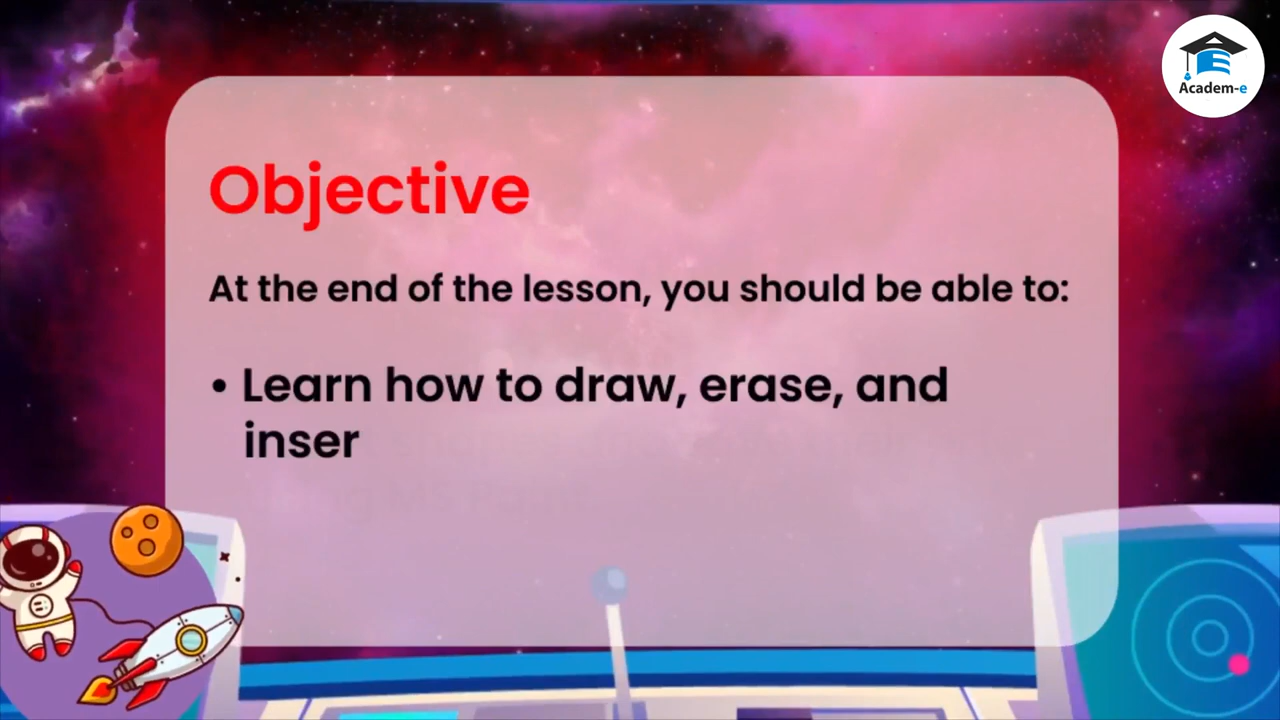 Academ-e
Objective
At the end of the lesson, you should be able to:
• Learn how to draw, erase, and
inser